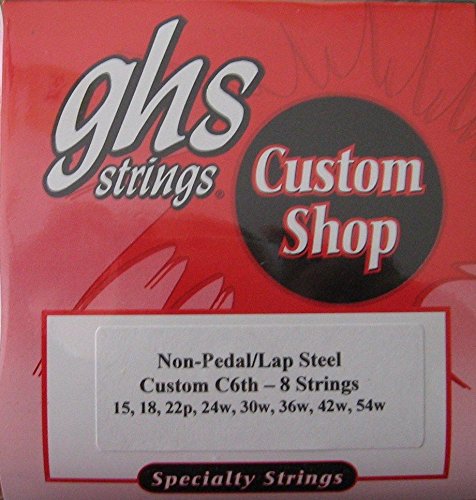 ghs
strings®
Custom
Shop
Non-Pedal/Lap Steel
Custom C6th – 8 Strings
15, 18, 22p, 24w, 30w, 36w, 42w, 54w
Specialty Strings